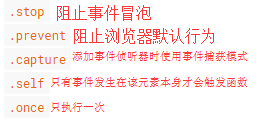 .stop 阻止事件冒泡
.prevent 阻止浏览器默认行为
.capture 添加事件侦听器时使用事件捕获模式
.self 只有事件发生在该元素本身才会触发函数
.once 只执行一次